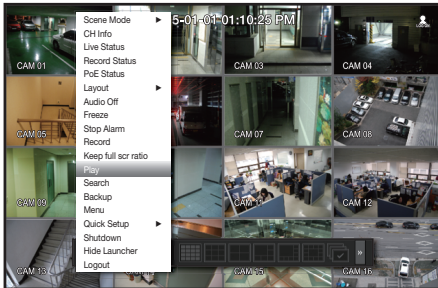 Scene Mode
5-01-01 01:10:25 PM
CH Info
Live Status
Record Status
PoE Status
Layout
Audio Off
Freeze
Stop Alarm
Record
Keep full scr ratio
Play
Search
Backup
Menu
Quick Setup
Shutdown
Hide Launcher
Logout
CAM 01
CAM 03
CAM 04
CAM 05
CAM 07
CAM 08
CAM 09
CAM 11
CAM 12
CAM 13
CAM 15
CAM 16